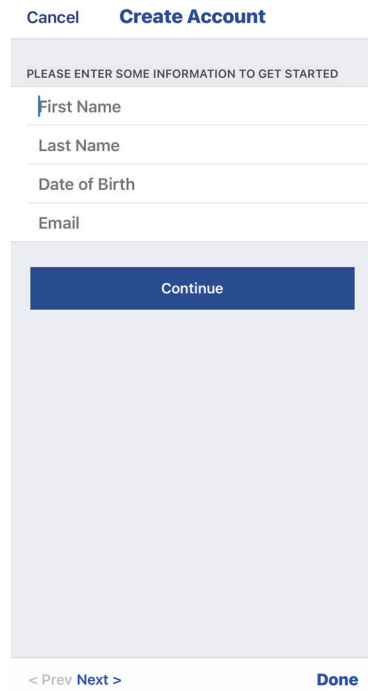 Cancel Create Account
PLEASE ENTER SOME INFORMATION TO GET STARTED
First Name
Last Name
Date of Birth
Email
Continue
< Prev Next > Done